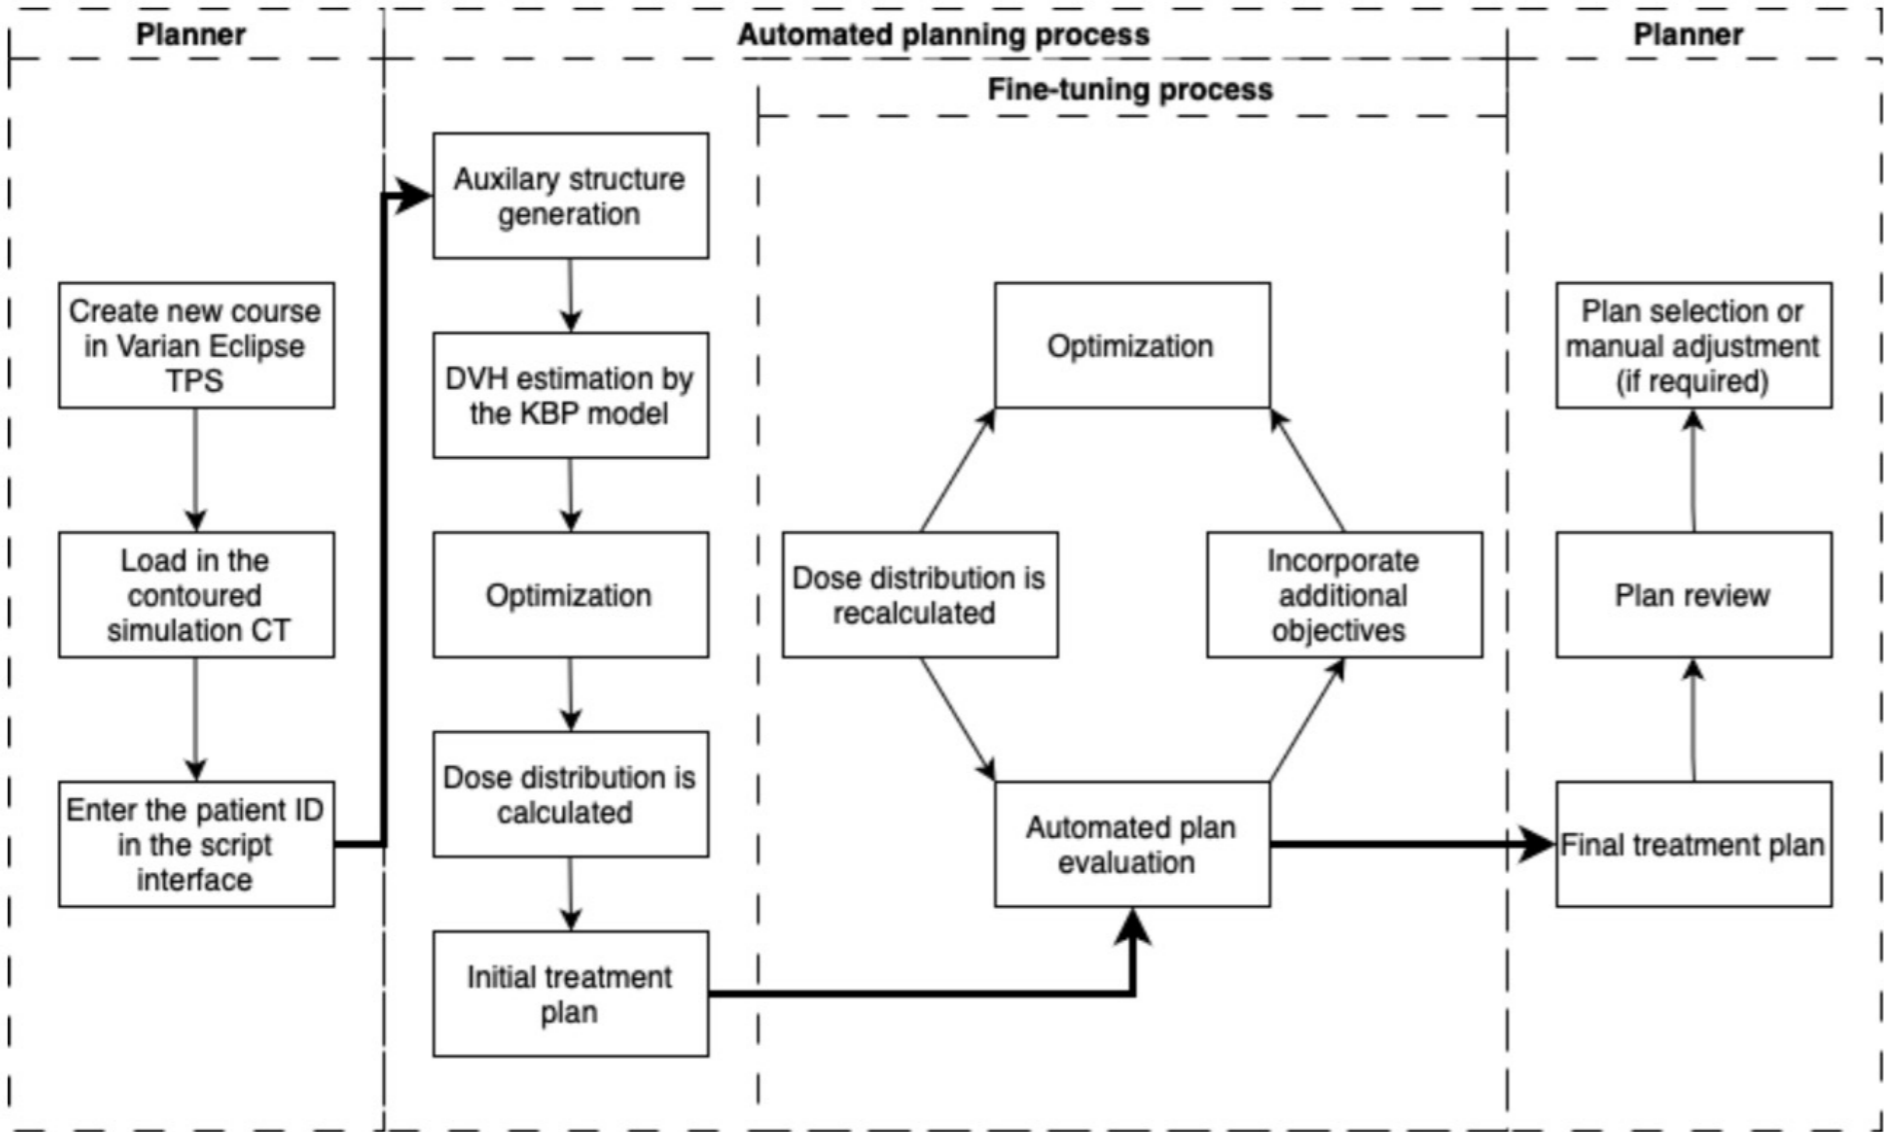 Planner
Automated planning process
Planner
Fine-tuning process
Create new course
in Varian Eclipse
TPS
Load in the
contoured
simulation CT
Enter the patient ID
in the script
interface
Auxilary structure
generation
DVH estimation by
the KBP model
Optimization
Dose distribution is
calculated
Initial treatment
plan
Optimization
Dose distribution is
recalculated
Incorporate
additional
objectives
Automated plan
evaluation
Plan selection or
manual adjustment
(if required)
Plan review
Final treatment plan